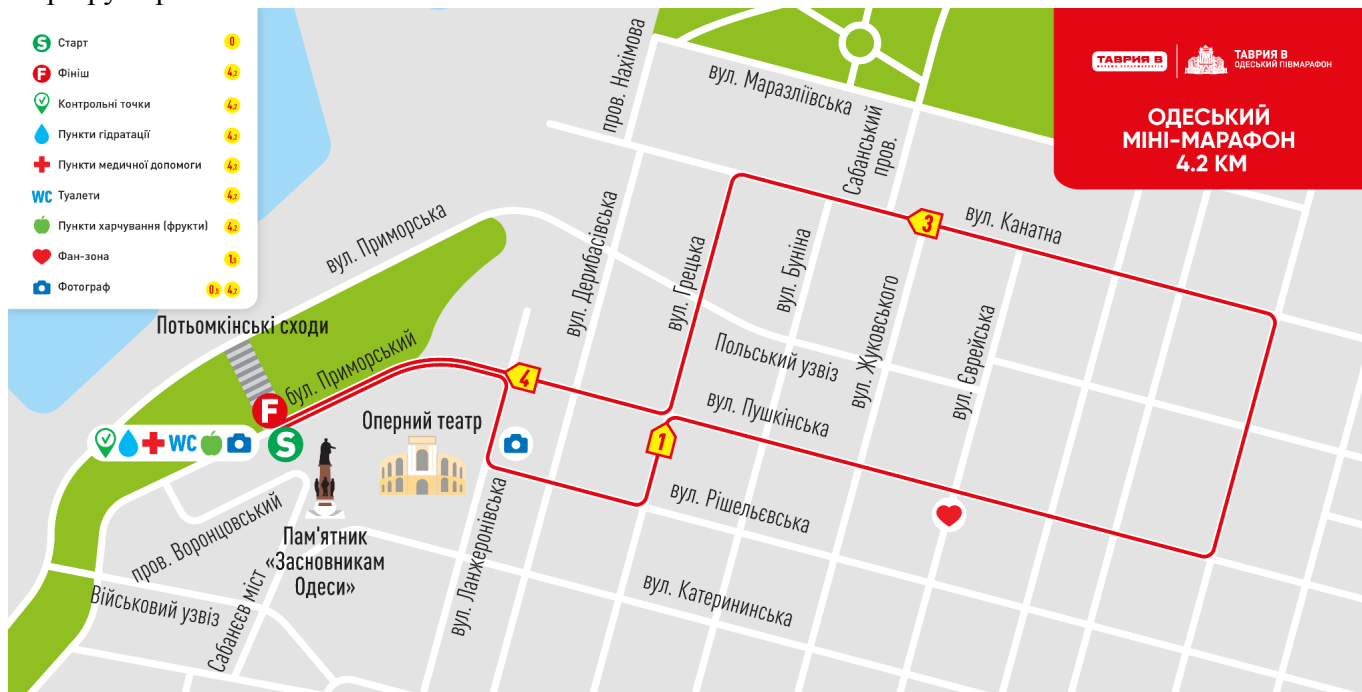 Старт 0
Фініш 4,2
Контрольні точки 4,2
Пункти гідратації 4,2
Пункти медичної допомоги 4,2
WC Туалети 4,2
Пункти харчування (фрукти) 4,2
Фан-зона 1,5
Фотограф 0,5 4,2
ТАВРИЯ В
ТАВРИЯ В
ОДЕСЬКИЙ ПІВМАРАФОН
ОДЕСЬКИЙ
МІНІ-МАРАФОН
4.2 КМ
пров. Нахімова
вул. Маразліївська
Сабанський
пров.
вул. Канатна
3
вул. Приморська
вул. Дерибасівська
вул. Грецька
вул. Буніна
вул. Жуковського
вул. Єврейська
Польський узвіз
Потьомкінські сходи
бул. Приморський
4
вул. Пушкінська
F
S
WC
Оперний театр
1
вул. Рішельєвська
вул. Ланжеронівська
пров. Воронцовський
Пам'ятник
«Засновникам
Одеси»
вул. Катерининська
Військовий узвіз
Сабанєєв міст